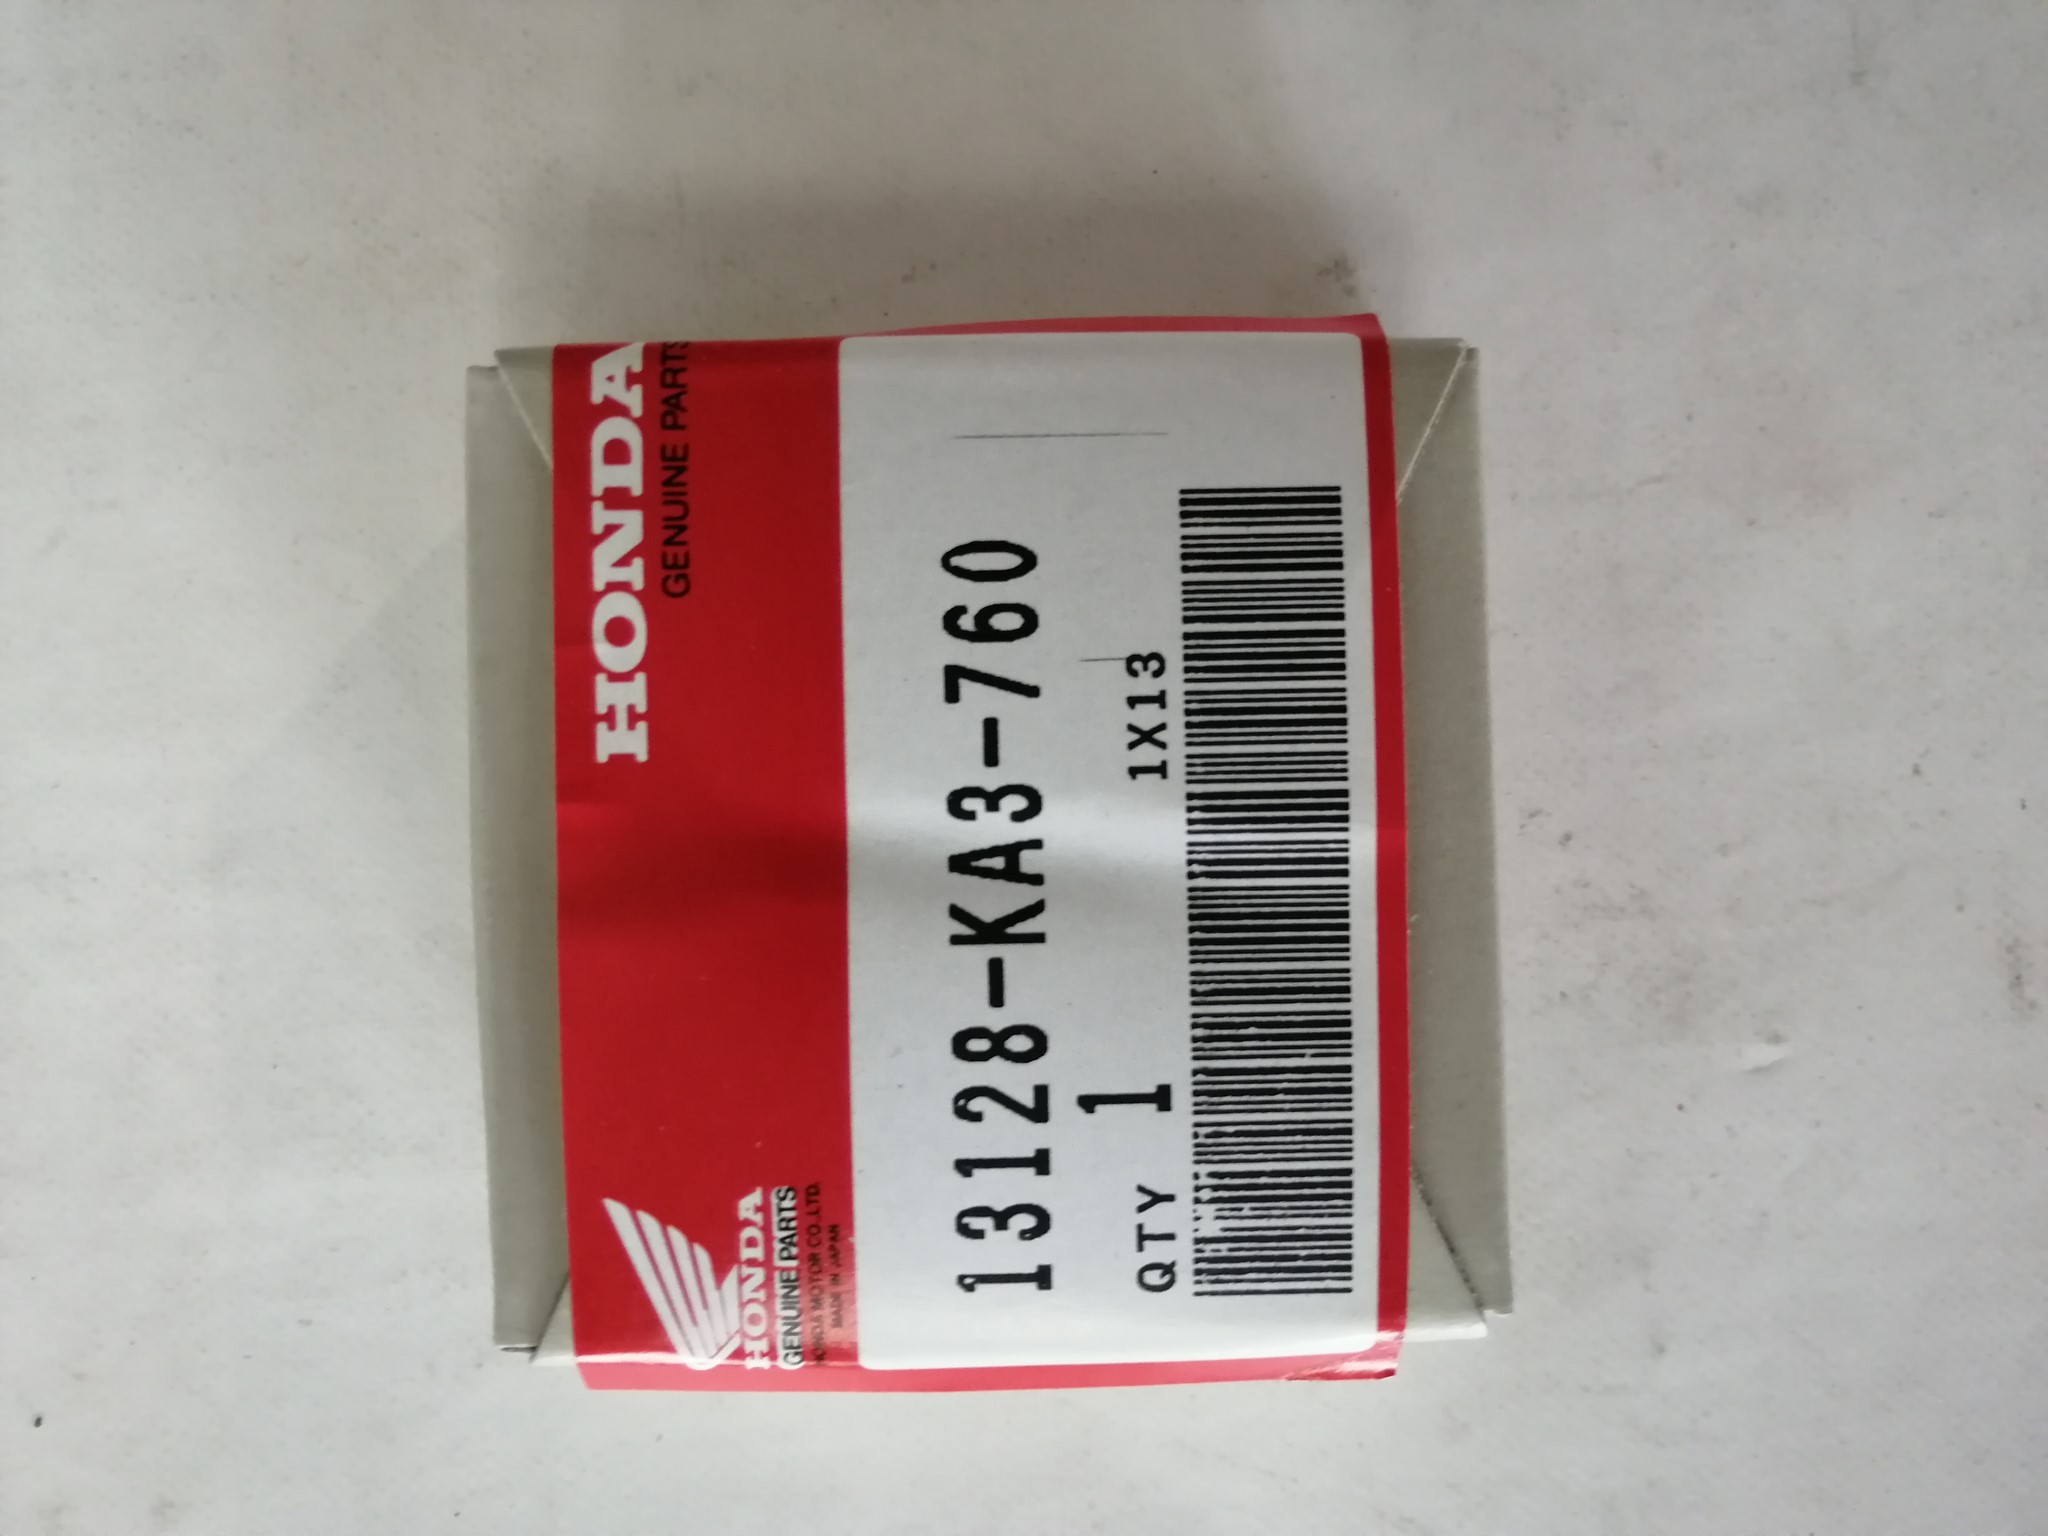 HONDA
GENUINE PARTS
HONDA
GENUINE PARTS
HONDA MOTOR CO.,LTD.
MADE IN JAPAN
13128-KA3-760
QTY 1 1X13